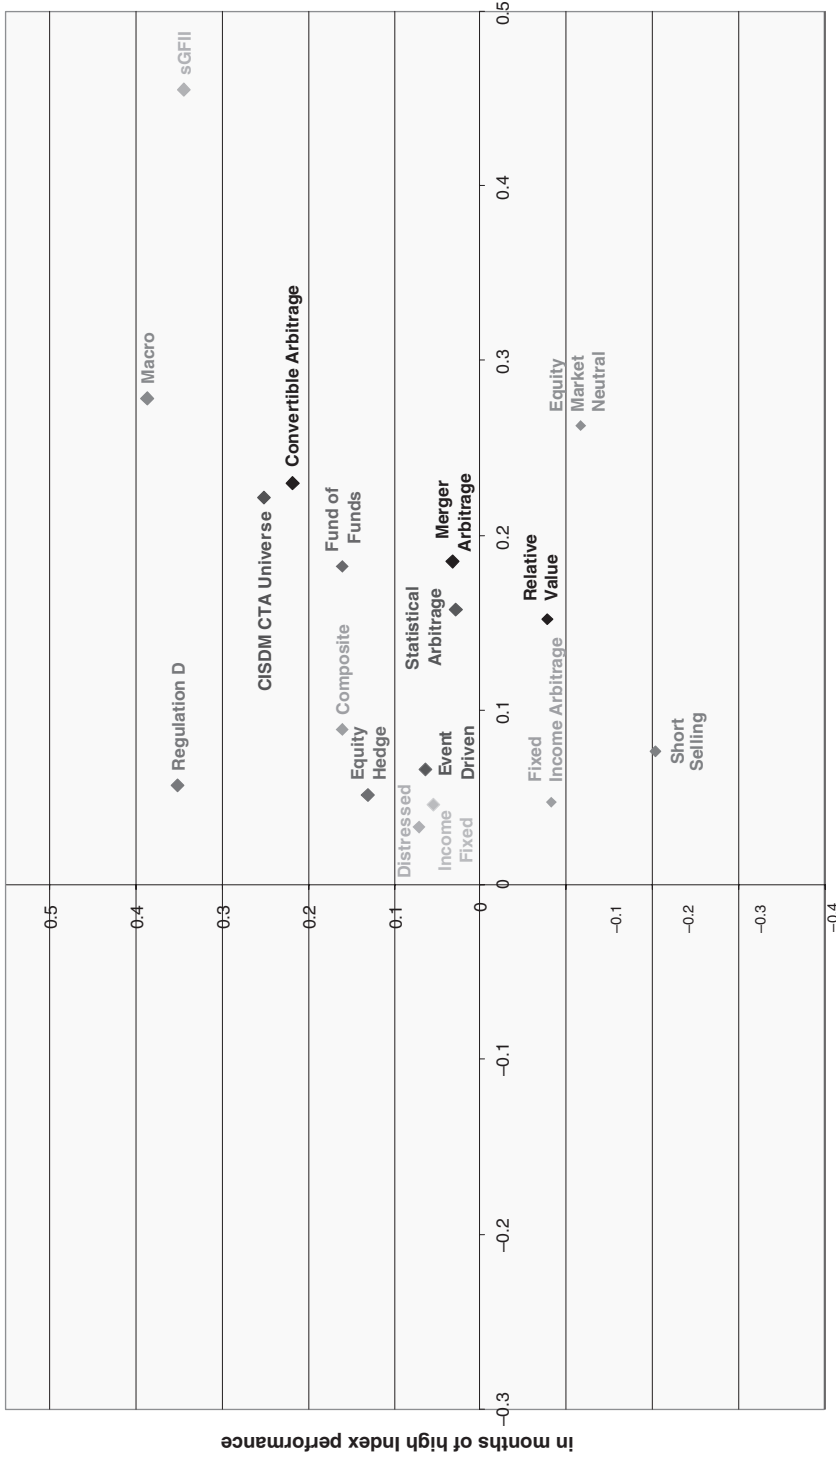 in months of high Index performance
0.5
0.4
0.3
0.2
0.1
0
−0.1
−0.2
−0.3
−0.4
−0.3
−0.2
−0.1
0
0.1
0.2
0.3
0.4
0.5
sGFII
Macro
Regulation D
CISDM CTA Universe
Convertible Arbitrage
Fund of
Funds
Composite
Equity
Hedge
Distressed
Income
Fixed
Event
Driven
Statistical
Arbitrage
Merger
Arbitrage
Relative
Value
Fixed
Income Arbitrage
Equity
Market
Neutral
Short
Selling